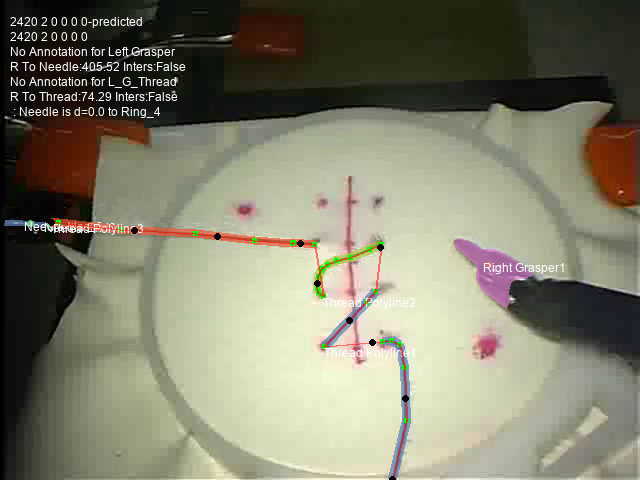 2420 2 0 0 0 0-predicted
2420 2 0 0 0 0
No Annotation for Left Grasper
R To Needle:405.52 Inters:False
No Annotation for L_G_Thread
R To Thread:74.29 Inters:False
: Needle is d=0.0 to Ring_4
Thread Polyline3
Right Grasper1
Thread Polyline2
Thread Polyline1